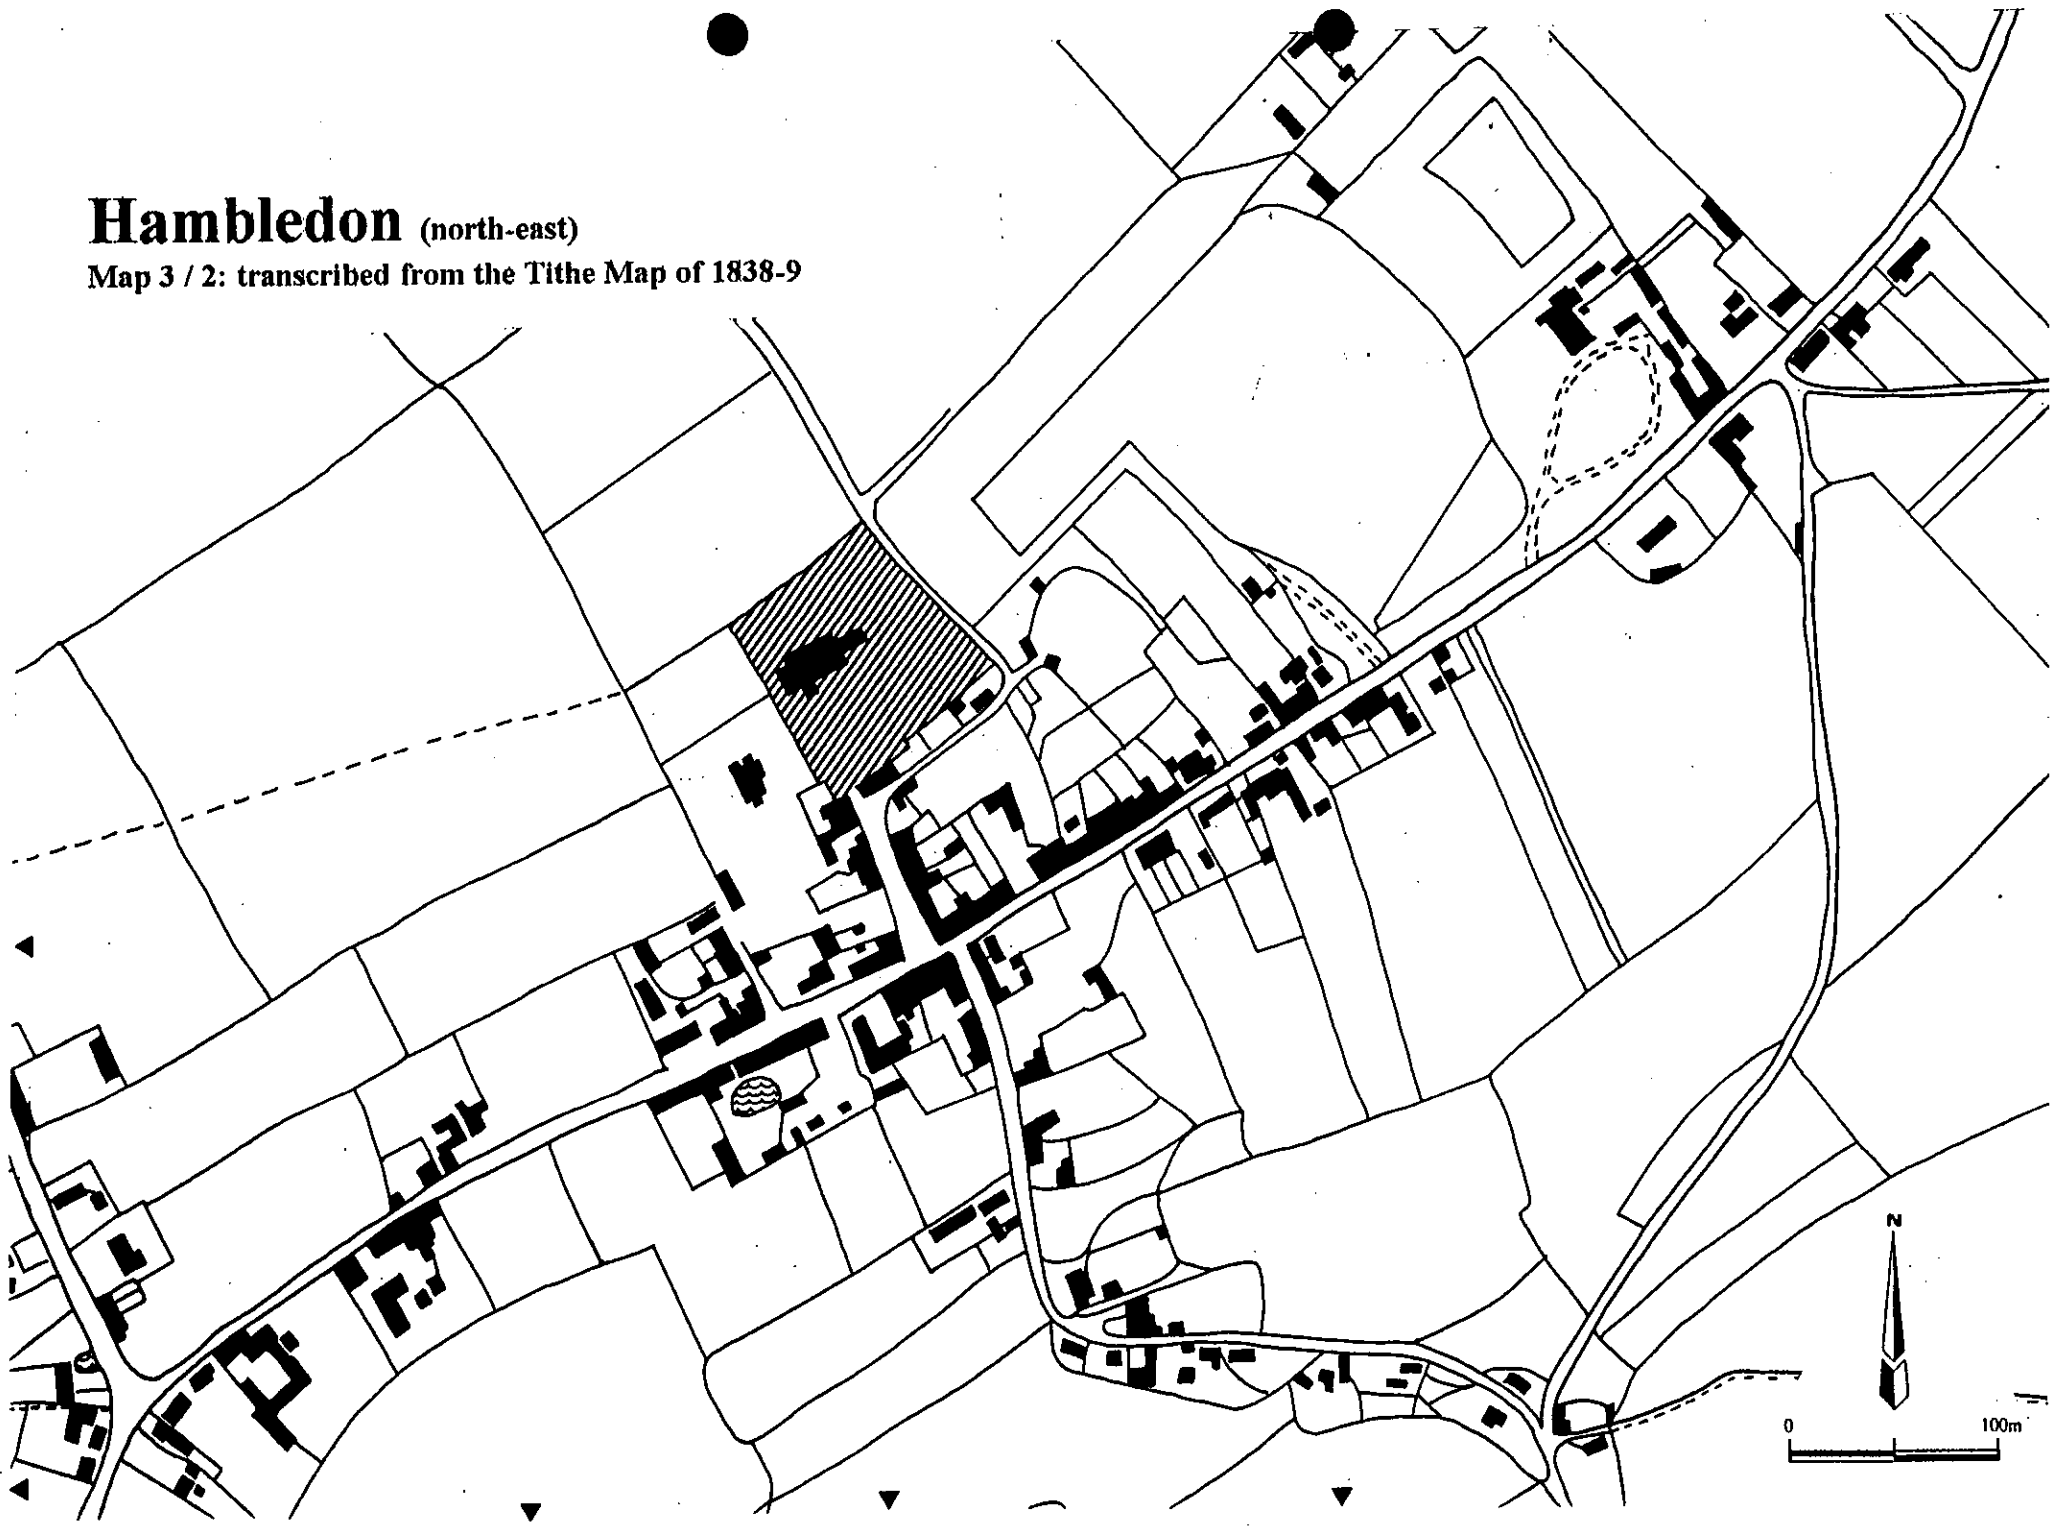 Hambledon (north-east)
Map 3 / 2: transcribed from the Tithe Map of 1838-9
N
0 100m